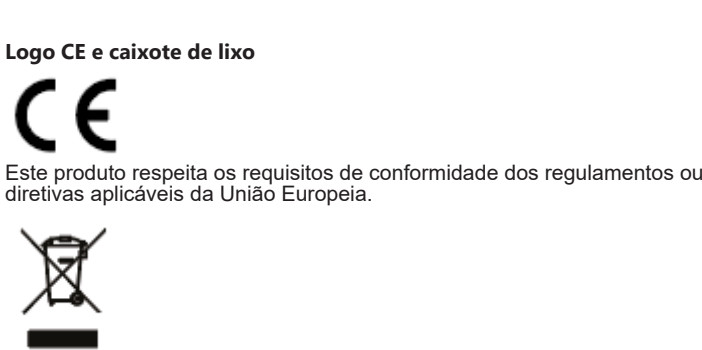 Logo CE e caixote de lixo
CE
Este produto respeita os requisitos de conformidade dos regulamentos ou
diretivas aplicáveis da União Europeia.